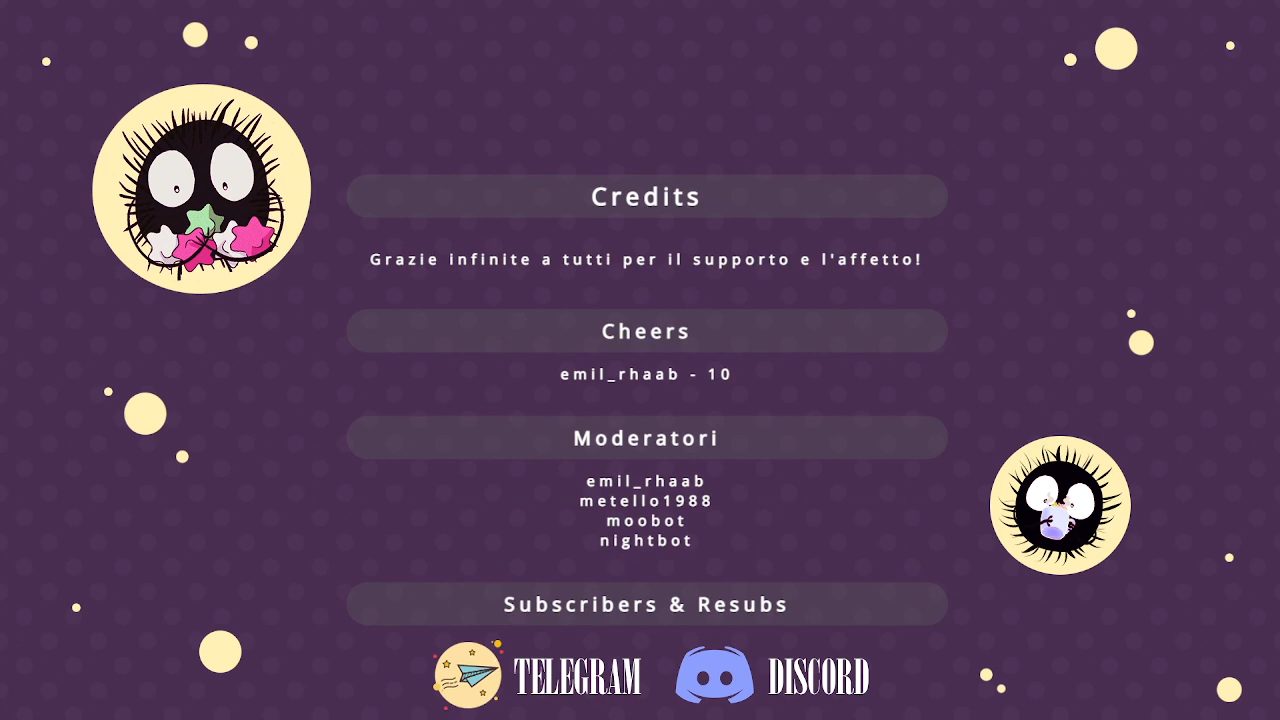 Credits
Grazie infinite a tutti per il supporto e l'affetto!
Cheers
emil_rhaab - 10
Moderatori
emil_rhaab
metello1988
moobot
nightbot
Subscribers & Resubs
TELEGRAM
DISCORD